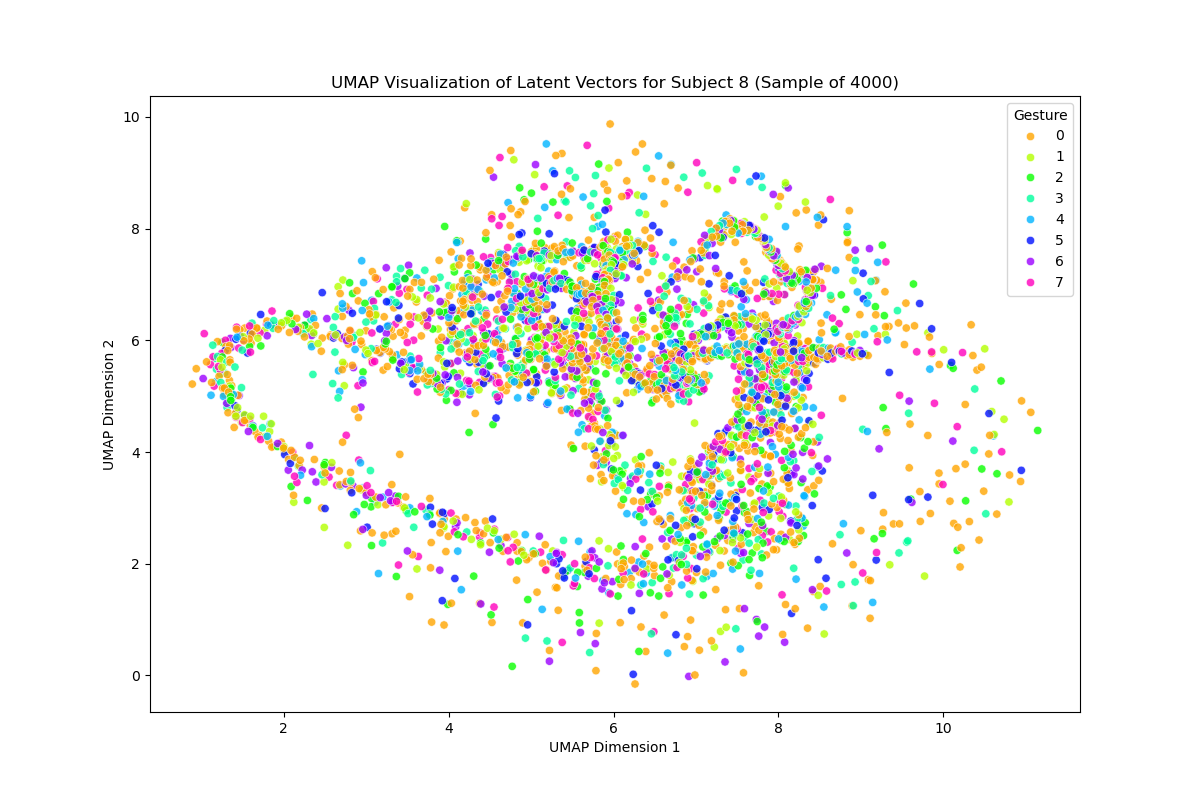 UMAP Visualization of Latent Vectors for Subject 8 (Sample of 4000)
Gesture
0
1
2
3
4
5
6
7
10
8
6
4
2
0
UMAP Dimension 2
2 4 6 8 10
UMAP Dimension 1